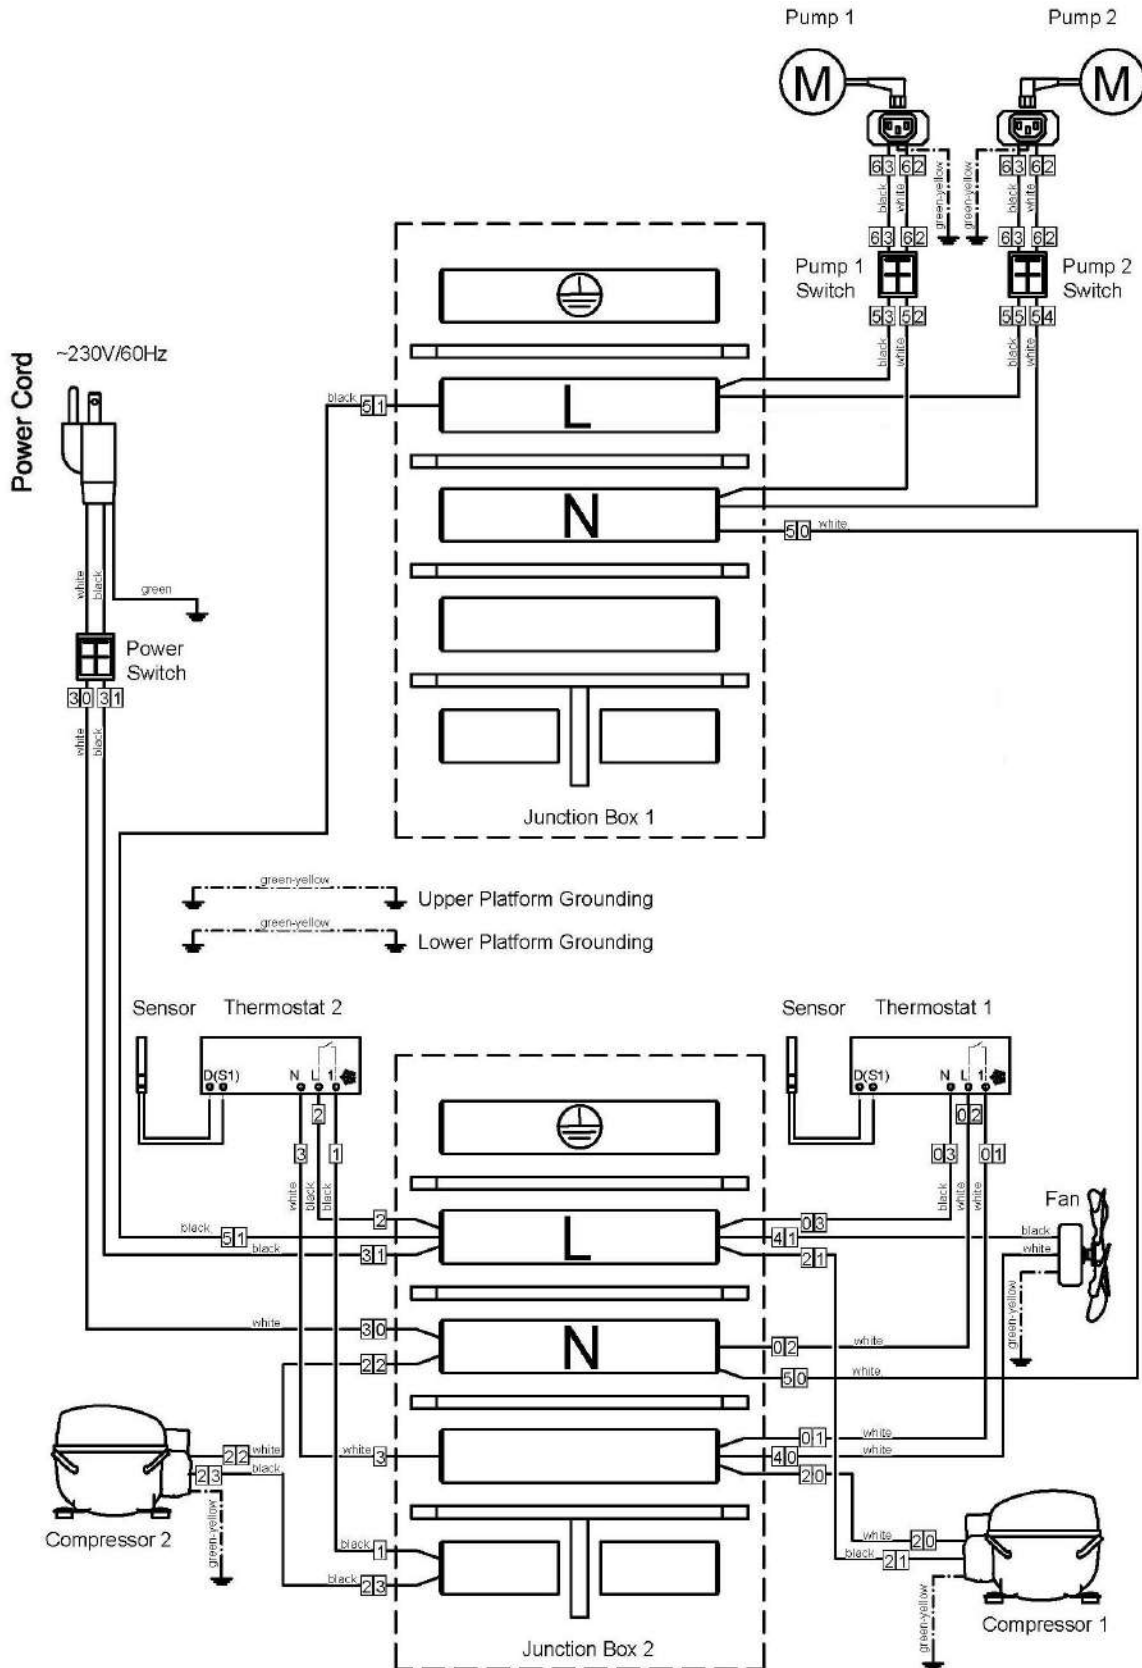 Pump 1
Pump 2
M
M
63 62
63 62
black
white
green-yellow
green-yellow
black
white
63 62
63 62
Pump 1
Switch
Pump 2
Switch
53 52
55 54
black
white
black
white
Power Cord
~230V/60Hz
black
51
L
N
50
white
white
black
green
Power
Switch
30 31
white
black
Junction Box 1
green-yellow
Upper Platform Grounding
green-yellow
Lower Platform Grounding
Sensor
Thermostat 2
D(S1)
N
L
1
2
3
1
white
black
black
Sensor
Thermostat 1
D(S1)
N
L
1
02
03
01
black
white
white
Fan
black
white
green-yellow
2
black
51
black
31
L
03
41
21
white
30
22
N
02
white
50
white
white
3
01
white
40
white
20
Compressor 2
22
white
23
black
green-yellow
black
1
black
23
white
20
black
21
green-yellow
Compressor 1
Junction Box 2